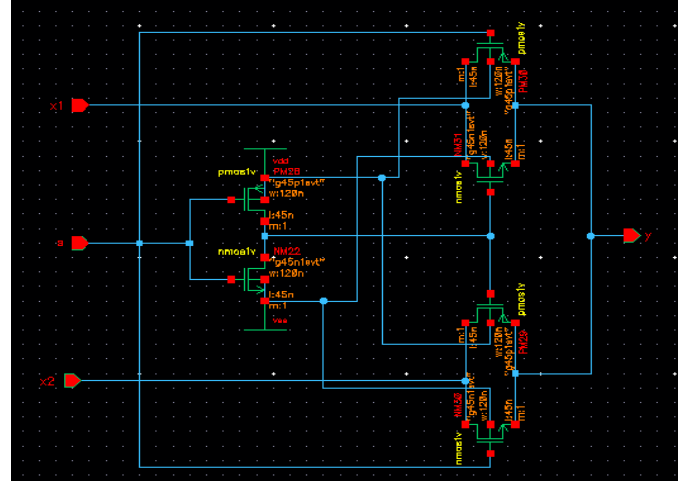 pmos1v
m:1
l:45n
w:120n
"g45p1svt"
PM30
x1
NM31
"g45n1svt"
w:120n
l:45n
m:1
nmos1v
vdd
PM28
pmos1v
"g45p1svt"
w:120n
l:45n
m:1
s
nmos1v
NM22
"g45n1svt"
w:120n
l:45n
m:1
vss
y
pmos1v
m:1
l:45n
w:120n
"g45p1svt"
PM29
x2
NM30
"g45n1svt"
w:120n
l:45n
m:1
nmos1v